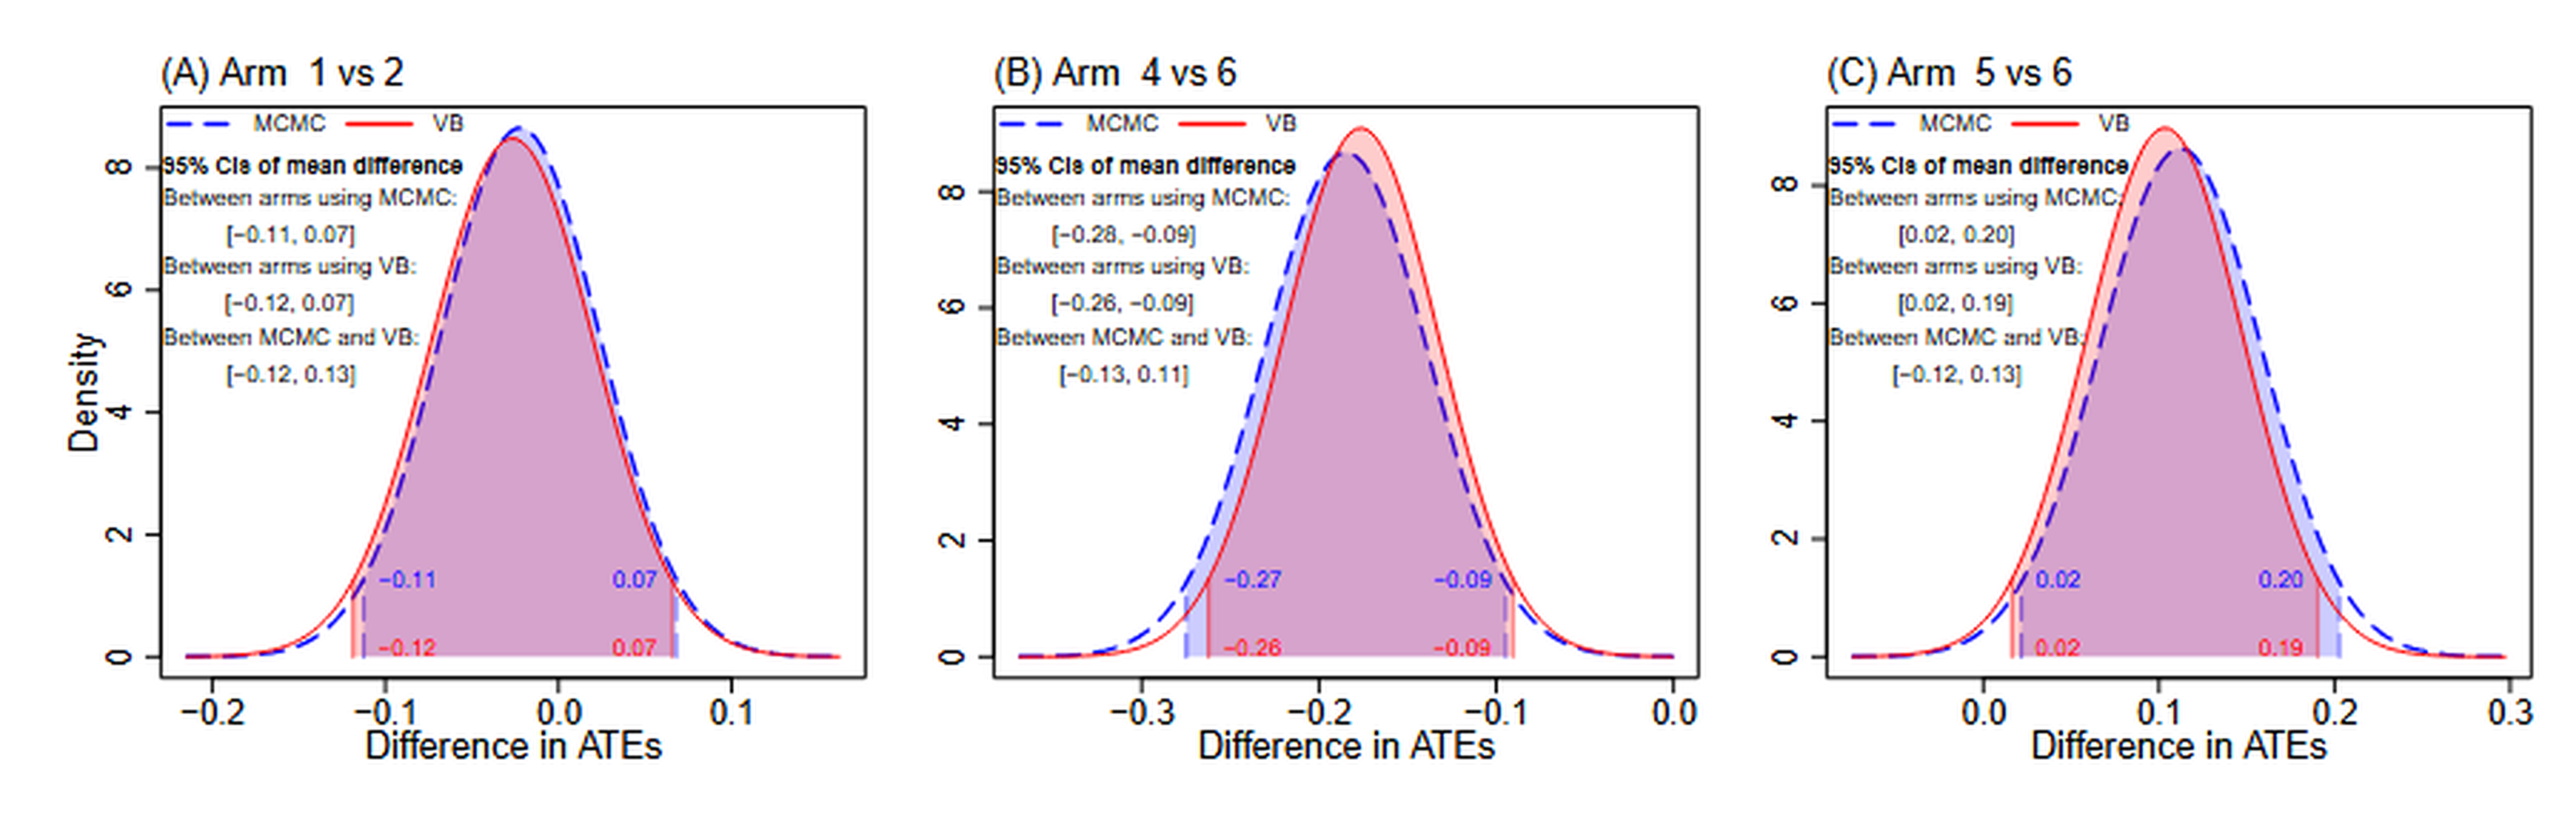 (A) Arm  1 vs 2
MCMC VB
95% CIs of mean difference
Between arms using MCMC:
[−0.11, 0.07]
Between arms using VB:
[−0.12, 0.07]
Between MCMC and VB:
[−0.12, 0.13]
−0.11 0.07
−0.12 0.07
Density
0 2 4 6 8
−0.2 −0.1 0.0 0.1
Difference in ATEs
(B) Arm  4 vs 6
MCMC VB
95% CIs of mean difference
Between arms using MCMC:
[−0.28, −0.09]
Between arms using VB:
[−0.26, −0.09]
Between MCMC and VB:
[−0.13, 0.11]
−0.27 −0.09
−0.26 −0.09
0 2 4 6 8
−0.3 −0.2 −0.1 0.0
Difference in ATEs
(C) Arm  5 vs 6
MCMC VB
95% CIs of mean difference
Between arms using MCMC:
[0.02, 0.20]
Between arms using VB:
[0.02, 0.19]
Between MCMC and VB:
[−0.12, 0.13]
0.02 0.20
0.02 0.19
0 2 4 6 8
0.0 0.1 0.2 0.3
Difference in ATEs